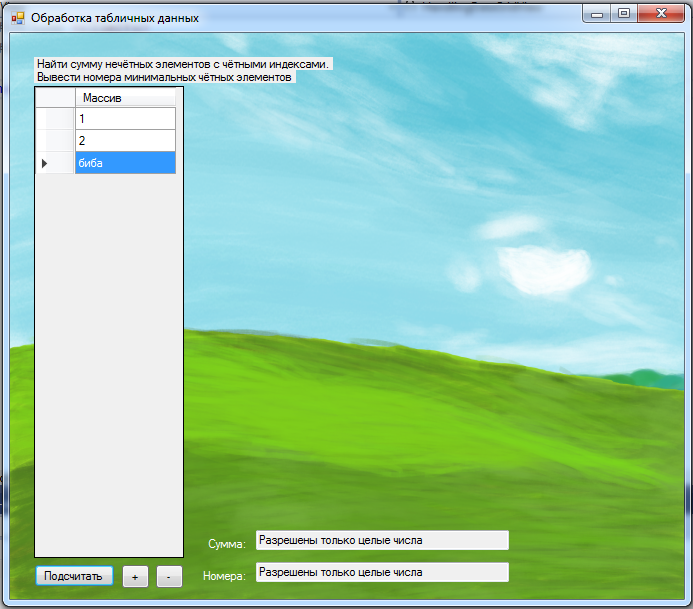 Обработка табличных данных
Найти сумму нечётных элементов с чётными индексами.
Вывести номера минимальных чётных элементов
Массив
1
2
биба
Сумма: Разрешены только целые числа
Подсчитать + -
Номера: Разрешены только целые числа